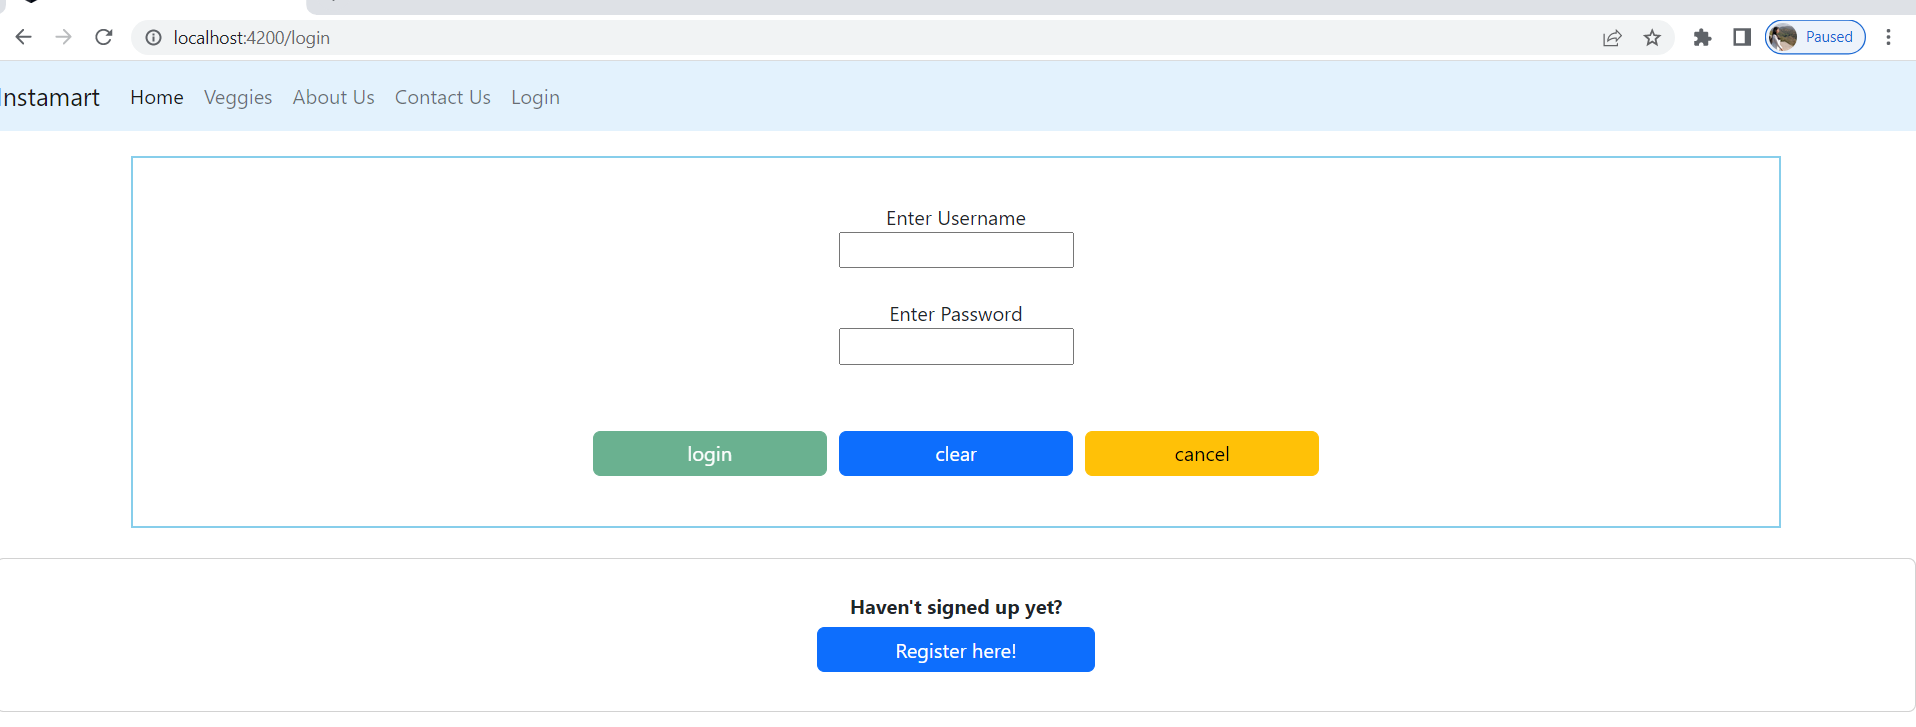 localhost:4200/login
Paused
Instamart Home Veggies About Us Contact Us Login
Enter Username
Enter Password
login clear cancel
Haven't signed up yet?
Register here!